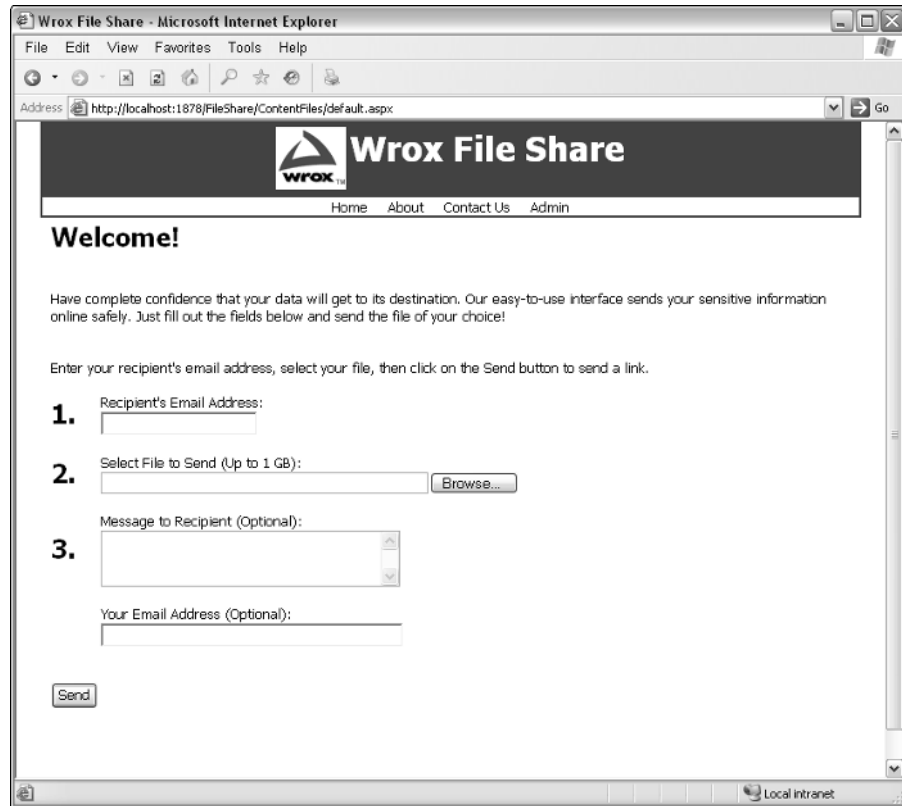 Wrox File Share - Microsoft Internet Explorer
File Edit View Favorites Tools Help
Address http://localhost:1878/FileShare/ContentFiles/default.aspx Go
wrox™ Wrox File Share
Home About Contact Us Admin
Welcome!
Have complete confidence that your data will get to its destination. Our easy-to-use interface sends your sensitive information
online safely. Just fill out the fields below and send the file of your choice!
Enter your recipient's email address, select your file, then click on the Send button to send a link.
1. Recipient's Email Address:
2. Select File to Send (Up to 1 GB):
Browse...
3. Message to Recipient (Optional):
Your Email Address (Optional):
Send
Local intranet